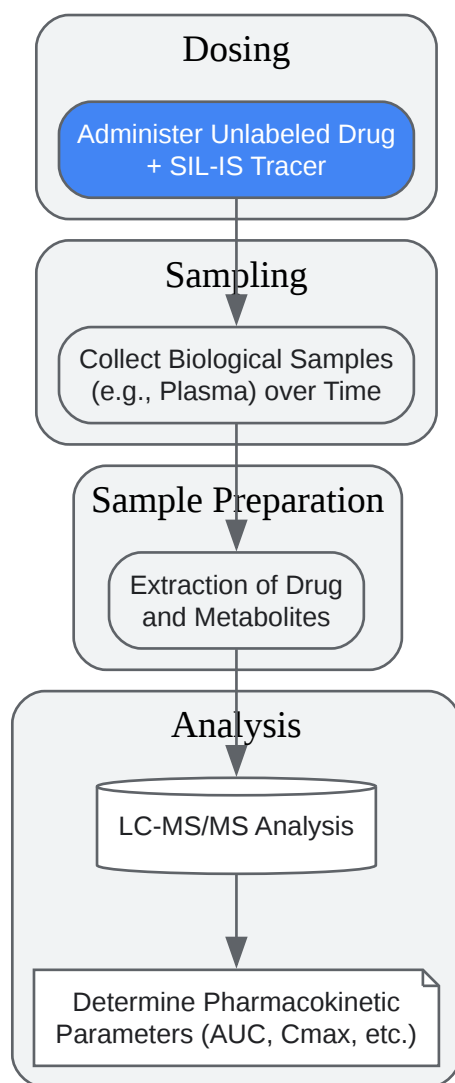 Dosing
Administer Unlabeled Drug
+ SIL-IS Tracer
Sampling
Collect Biological Samples
(e.g., Plasma) over Time
Sample Preparation
Extraction of Drug
and Metabolites
Analysis
LC-MS/MS Analysis
Determine Pharmacokinetic
Parameters (AUC, Cmax, etc.)